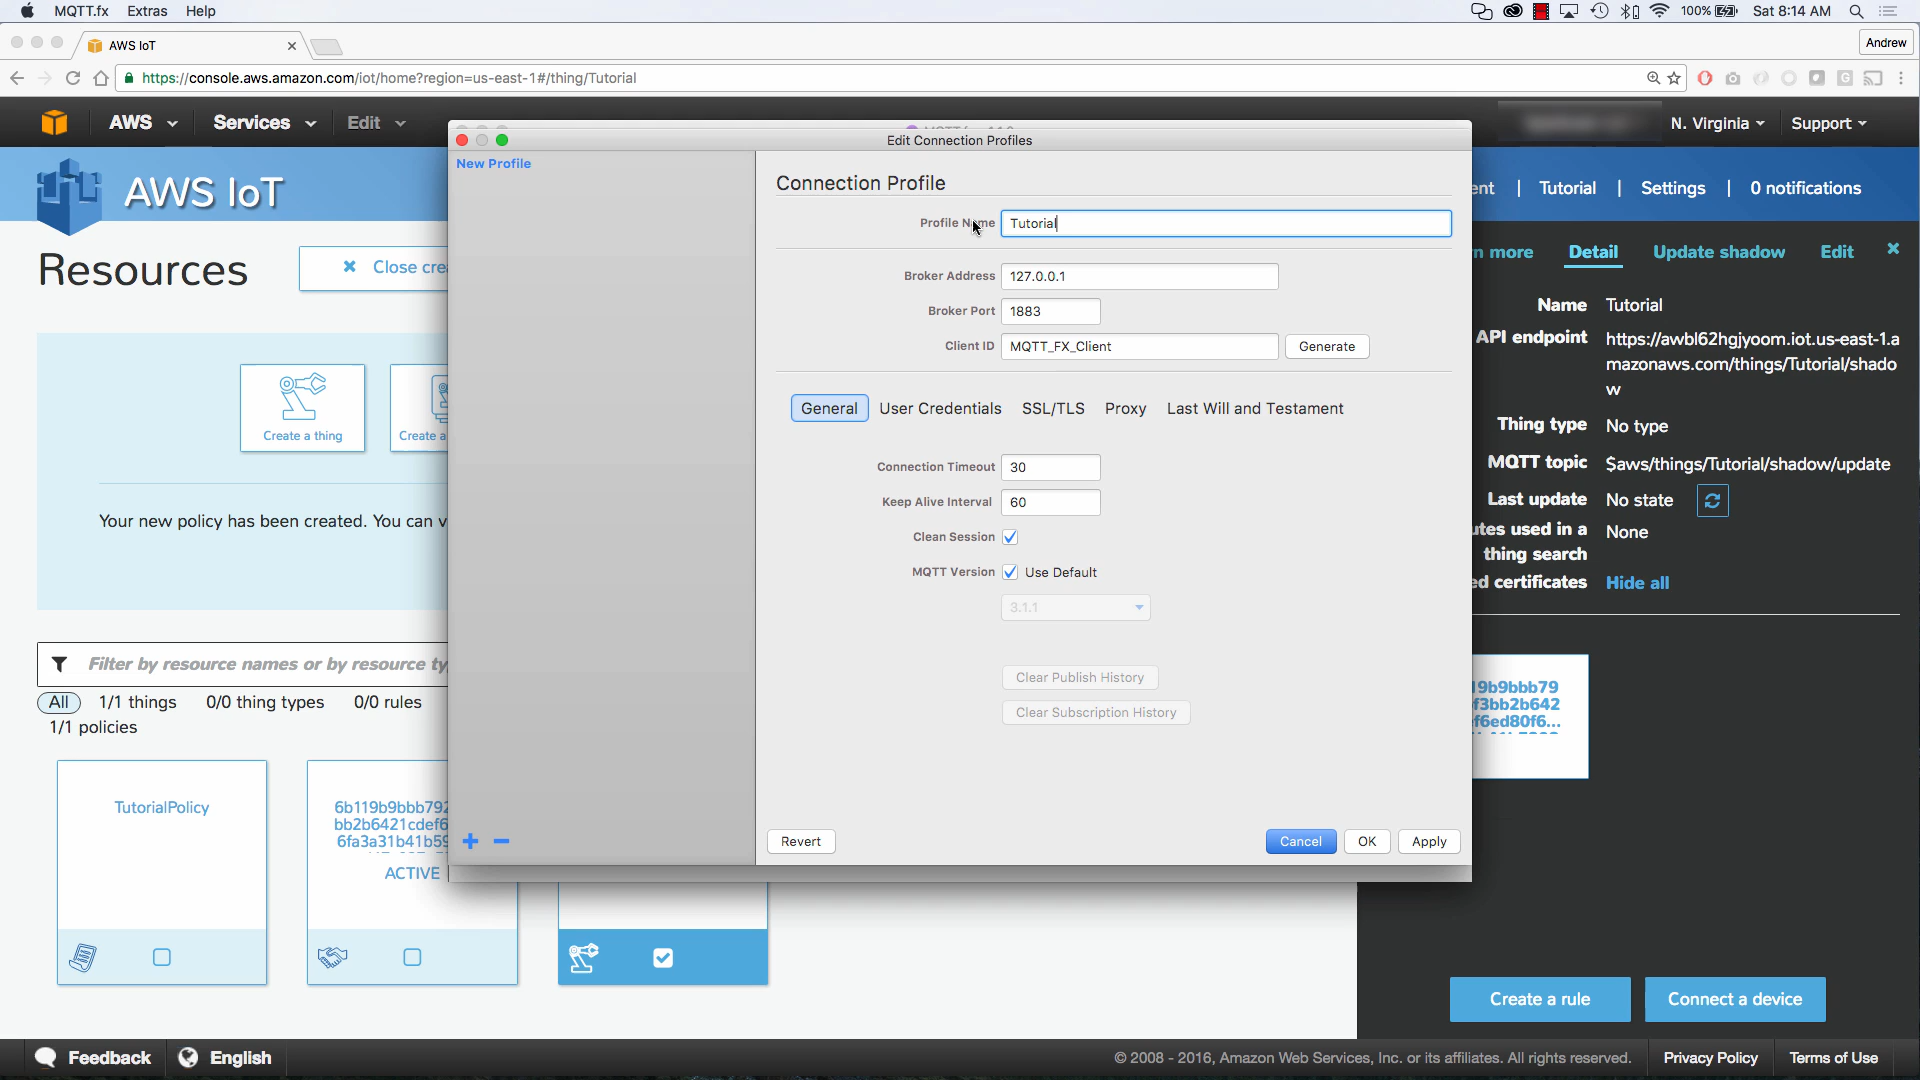 MQTT.fx Extras Help
100% Sat 8:14 AM
AWS IoT
Andrew
https://console.aws.amazon.com/iot/home?region=us-east-1#/thing/Tutorial
AWS Services Edit
N. Virginia Support
Edit Connection Profiles
New Profile
Connection Profile
Profile Name Tutorial
Broker Address 127.0.0.1
Broker Port 1883
Client ID MQTT_FX_Client Generate
General User Credentials SSL/TLS Proxy Last Will and Testament
Connection Timeout 30
Keep Alive Interval 60
Clean Session
MQTT Version Use Default
3.1.1
Clear Publish History
Clear Subscription History
Revert Cancel OK Apply
AWS IoT
ent | Tutorial | Settings | 0 notifications
Resources
Close cre
n more Detail Update shadow Edit
Name Tutorial
API endpoint https://awbl62hgjyoom.iot.us-east-1.a
mazonaws.com/things/Tutorial/shado
w
Thing type No type
MQTT topic $aws/things/Tutorial/shadow/update
Last update No state
utes used in a
thing search None
ed certificates Hide all
Create a thing
Create a
Your new policy has been created. You can v
Filter by resource names or by resource ty
All 1/1 things 0/0 thing types 0/0 rules
1/1 policies
TutorialPolicy
6b119b9bbb792
bb2b6421cdef6
6fa3a31b41b59
ACTIVE
19b9bbb79
f3bb2b642
ef6ed80f6...
Create a rule
Connect a device
Feedback English
© 2008 - 2016, Amazon Web Services, Inc. or its affiliates. All rights reserved. Privacy Policy Terms of Use